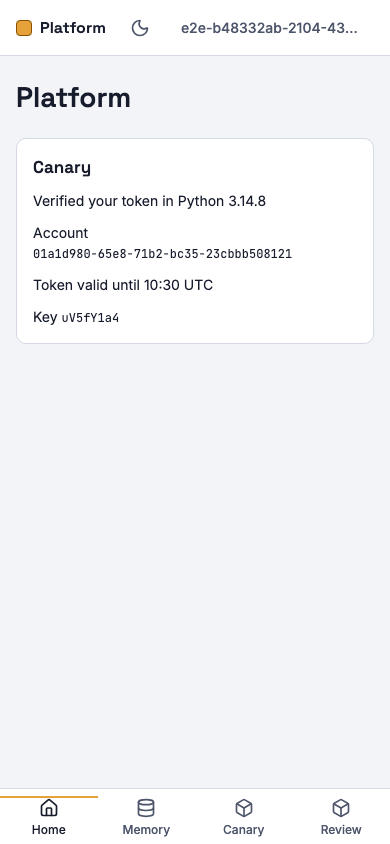 Platform
e2e-b48332ab-2104-43...
Platform
Canary
Verified your token in Python 3.14.8
Account
01a1d980-65e8-71b2-bc35-23cbbb508121
Token valid until 10:30 UTC
Key uV5fY1a4
Home
Memory
Canary
Review